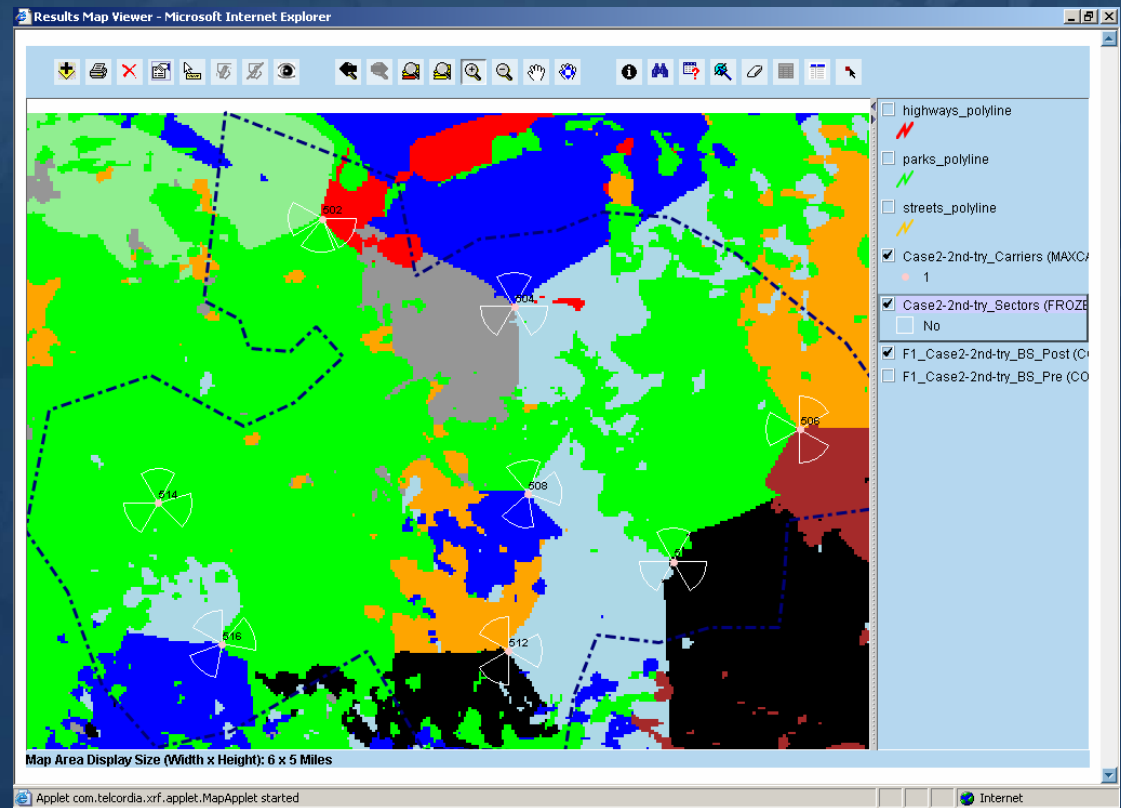 Results Map Viewer - Microsoft Internet Explorer
highways_polyline
parks_polyline
streets_polyline
Case2-2nd-try_Carriers (MAXCA
1
Case2-2nd-try_Sectors (FROZE
No
F1_Case2-2nd-try_BS_Post (C
F1_Case2-2nd-try_BS_Pre (CO
502
504
506
508
514
5
516
512
Map Area Display Size (Width x Height): 6 x 5 Miles
Applet com.telcordia.xrf.applet.MapApplet started
Internet